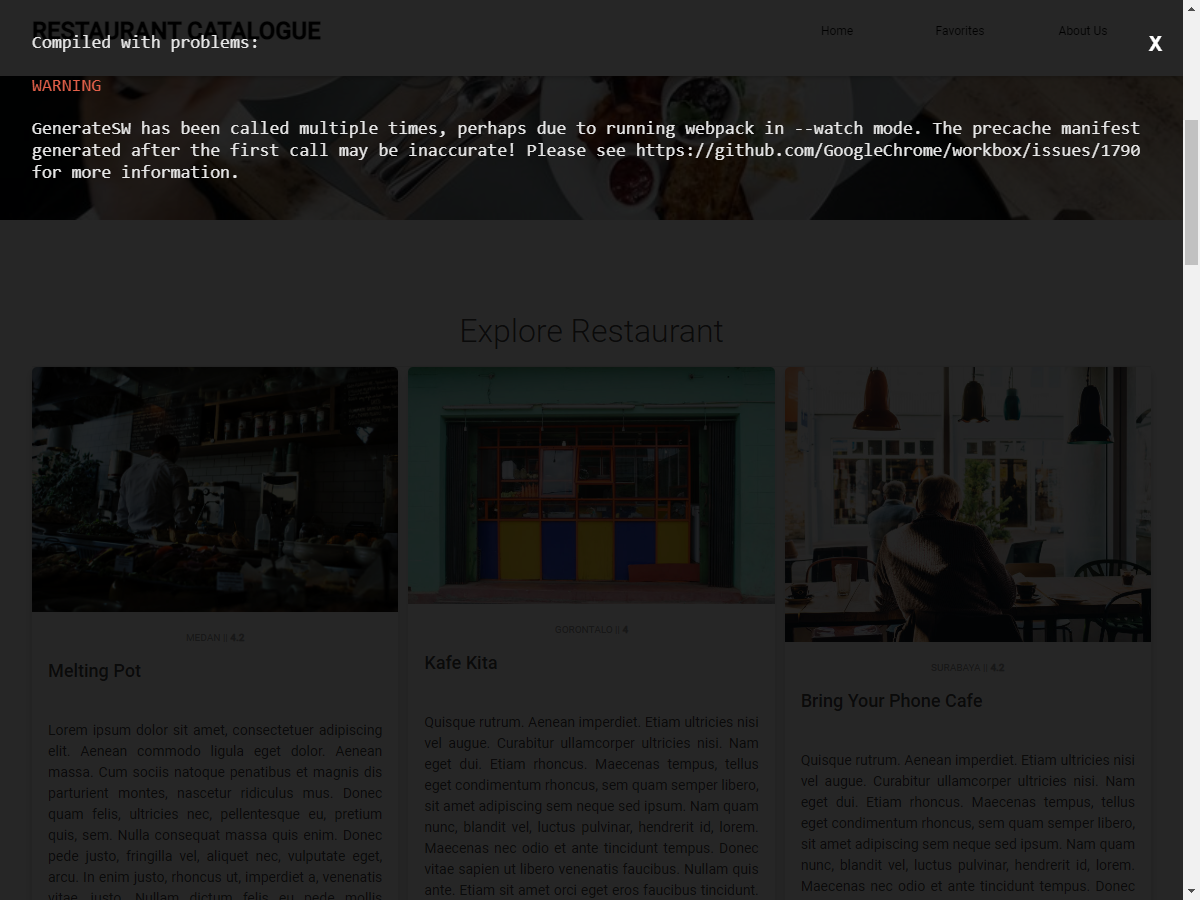 RESTAURANT CATALOGUE
Home
Favorites
About Us
Compiled with problems:
X
WARNING
GenerateSW has been called multiple times, perhaps due to running webpack in --watch mode. The precache manifest
generated after the first call may be inaccurate! Please see https://github.com/GoogleChrome/workbox/issues/1790
for more information.
Explore Restaurant
MEDAN || 4.2
Melting Pot
Lorem ipsum dolor sit amet, consectetuer adipiscing
elit. Aenean commodo ligula eget dolor. Aenean
massa. Cum sociis natoque penatibus et magnis dis
parturient montes, nascetur ridiculus mus. Donec
quam felis, ultricies nec, pellentesque eu, pretium
quis, sem. Nulla consequat massa quis enim. Donec
pede justo, fringilla vel, aliquet nec, vulputate eget,
arcu. In enim justo, rhoncus ut, imperdiet a, venenatis
vitae, justo. Nullam dictum felis eu pede mollis
GORONTALO || 4
Kafe Kita
Quisque rutrum. Aenean imperdiet. Etiam ultricies nisi
vel augue. Curabitur ullamcorper ultricies nisi. Nam
eget dui. Etiam rhoncus. Maecenas tempus, tellus
eget condimentum rhoncus, sem quam semper libero,
sit amet adipiscing sem neque sed ipsum. Nam quam
nunc, blandit vel, luctus pulvinar, hendrerit id, lorem.
Maecenas nec odio et ante tincidunt tempus. Donec
vitae sapien ut libero venenatis faucibus. Nullam quis
ante. Etiam sit amet orci eget eros faucibus tincidunt.
SURABAYA || 4.2
Bring Your Phone Cafe
Quisque rutrum. Aenean imperdiet. Etiam ultricies nisi
vel augue. Curabitur ullamcorper ultricies nisi. Nam
eget dui. Etiam rhoncus. Maecenas tempus, tellus
eget condimentum rhoncus, sem quam semper libero,
sit amet adipiscing sem neque sed ipsum. Nam quam
nunc, blandit vel, luctus pulvinar, hendrerit id, lorem.
Maecenas nec odio et ante tincidunt tempus. Donec